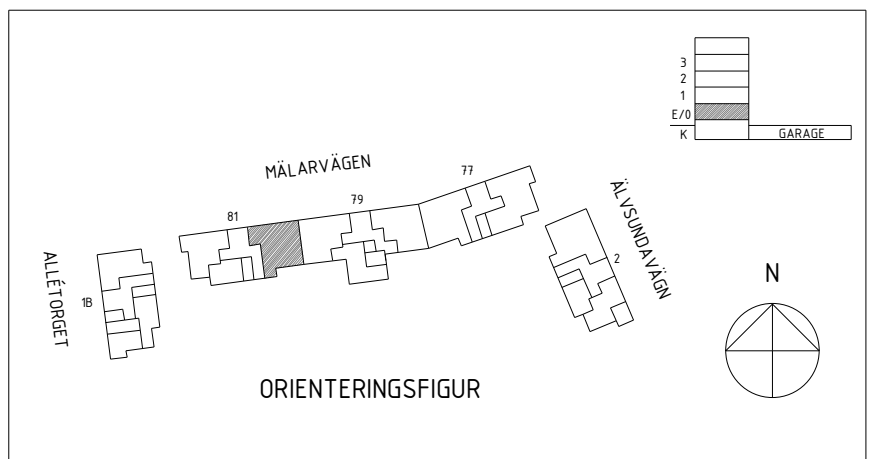 3
2
1
E/0
K GARAGE
MÄLARVÄGEN
77
79
81
ÄLVSUNDAVÄGN
2
ALLÉTORGET
1B
N
ORIENTERINGSFIGUR